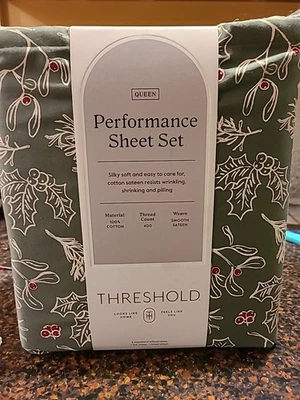 QUEEN
Performance
Sheet Set
Silky soft and easy to care for,
cotton sateen resists wrinkling,
shrinking and pilling
Material
100%
COTTON
Thread
Count
400
Weave
SMOOTH
SATEEN
THRESHOLD
LOOKS LIKE
HOME
FEELS LIKE
YOU